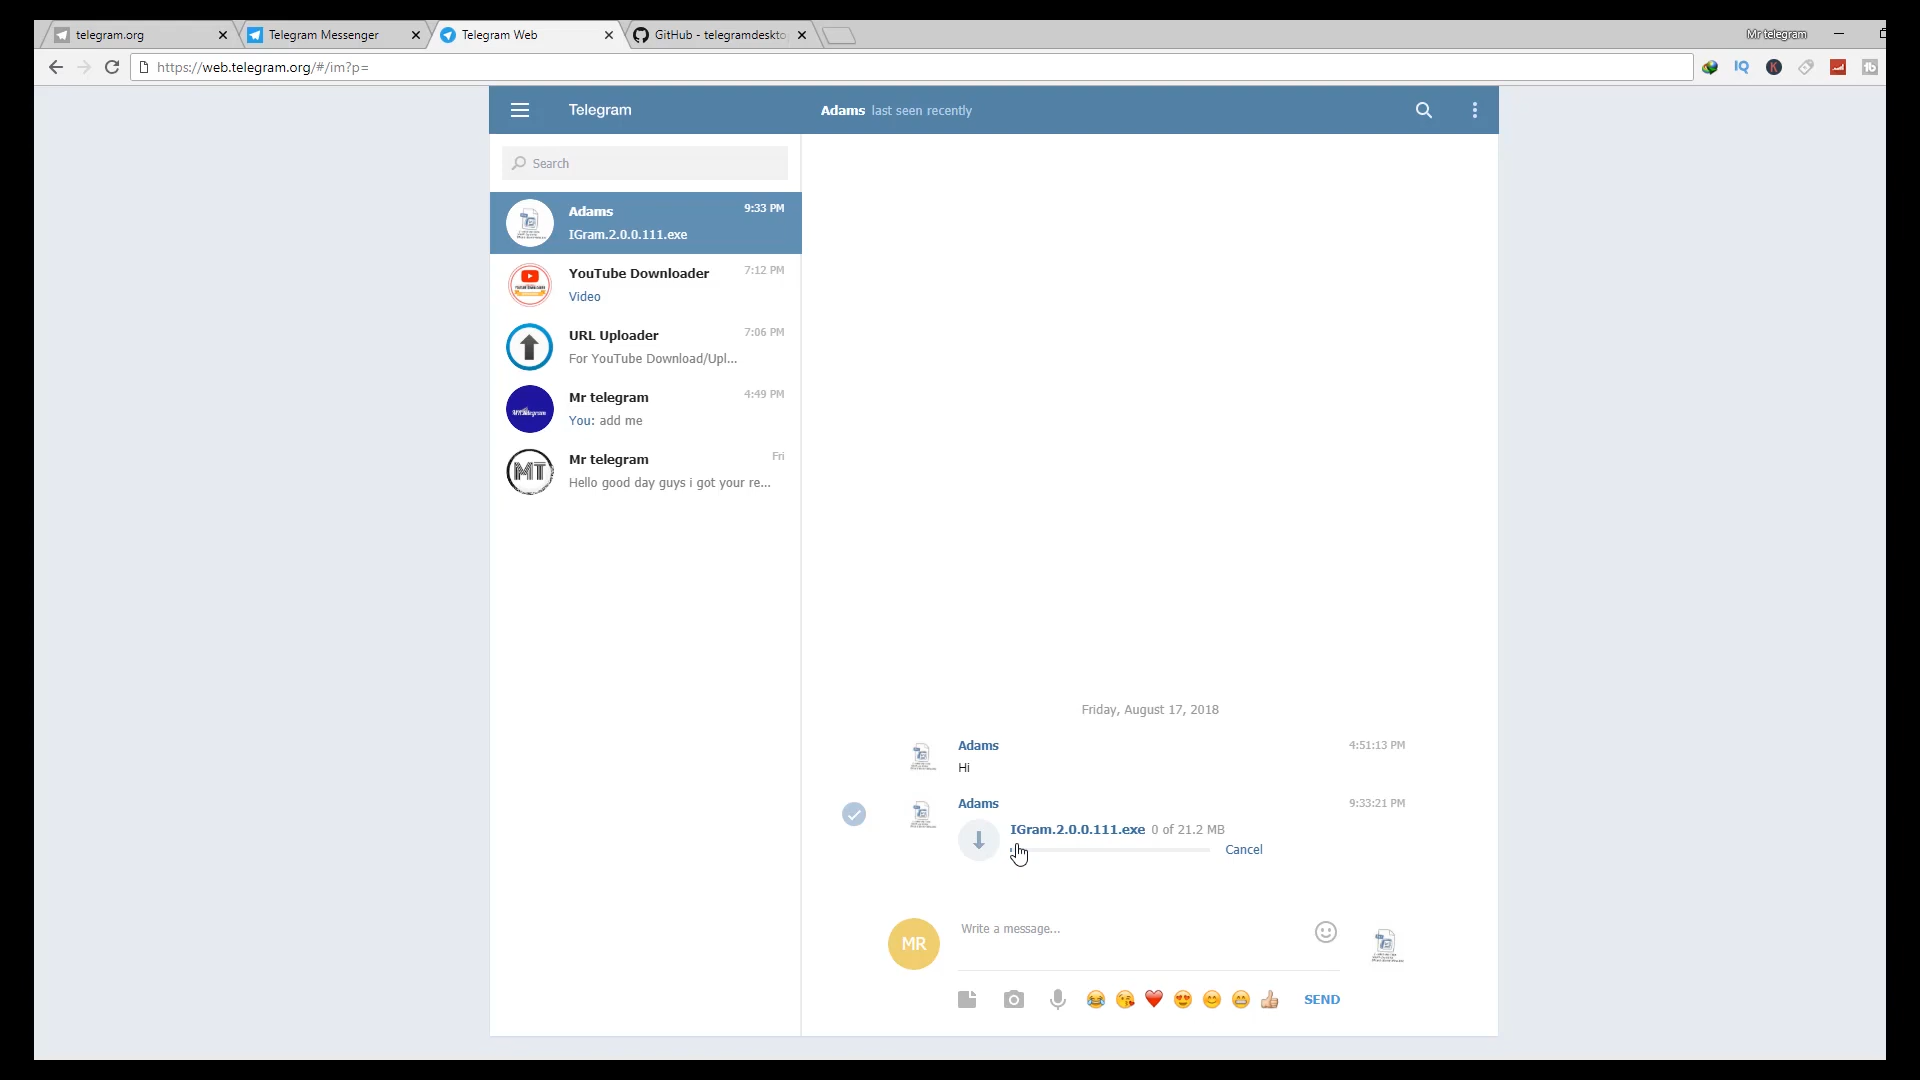 telegram.org
Telegram Messenger
Telegram Web
GitHub - telegramdeskto
Mr telegram
https://web.telegram.org/#/im?p=
IQ
K
Telegram
Adams last seen recently
Search
Adams 9:33 PM
IGram.2.0.0.111.exe
YouTube Downloader 7:12 PM
Video
URL Uploader 7:06 PM
For YouTube Download/Upl...
Mr telegram 4:49 PM
You: add me
MT
Mr telegram Fri
Hello good day guys i got your re...
Friday, August 17, 2018
Adams 4:51:13 PM
Hi
Adams 9:33:21 PM
IGram.2.0.0.111.exe 0 of 21.2 MB
Cancel
MR
Write a message...
SEND